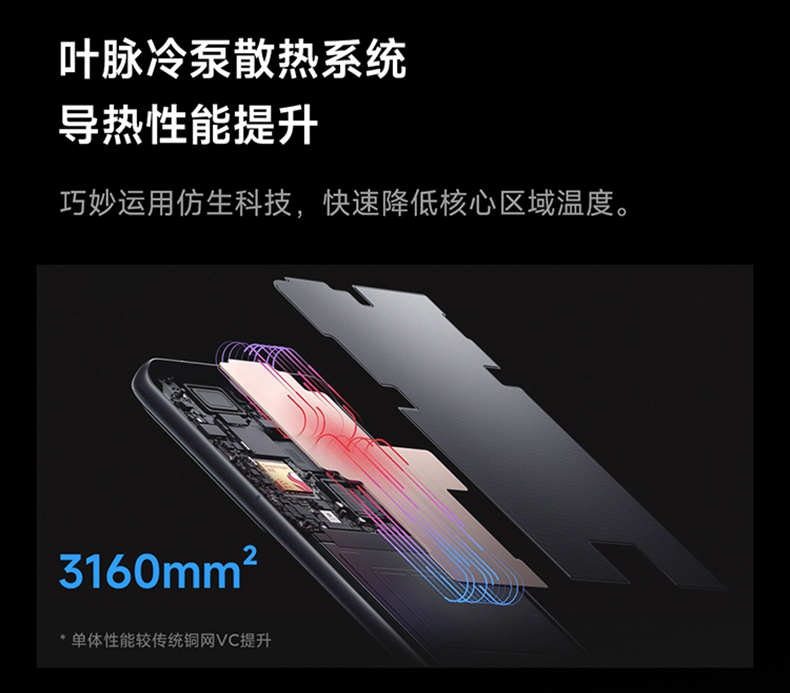 叶脉冷泵散热系统
导热性能提升
巧妙运用仿生科技，快速降低核心区域温度。
3160mm²
* 单体性能较传统铜网VC提升